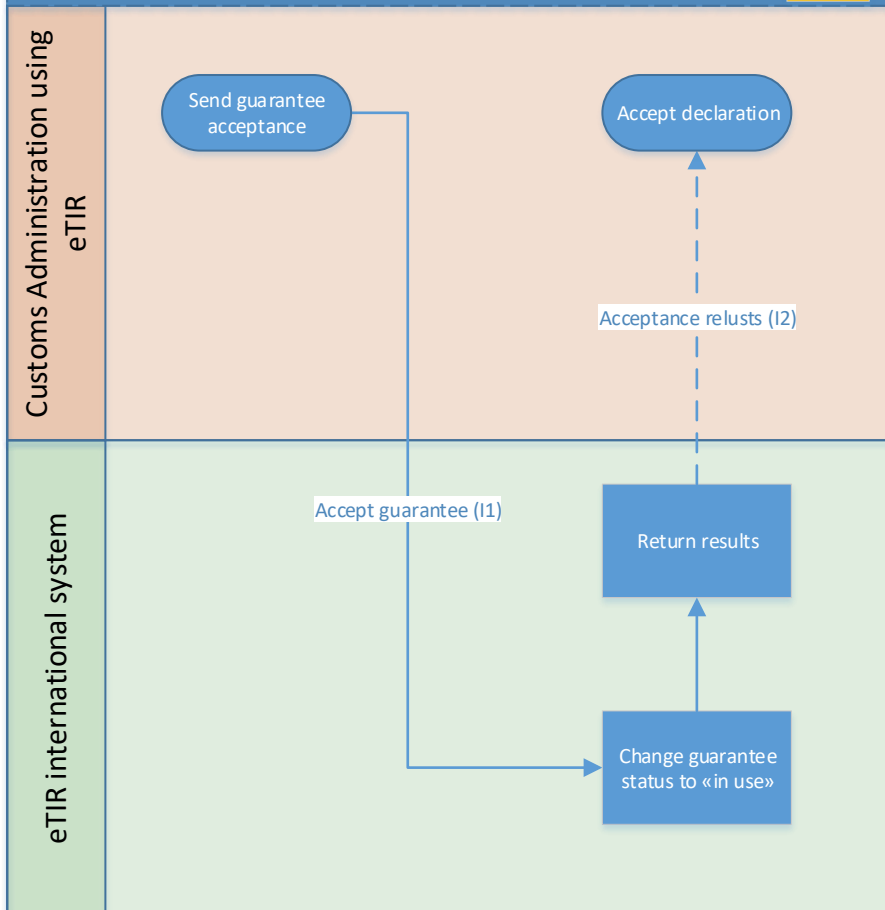 Customs Administration using
eTIR
Send guarantee
acceptance
Accept declaration
Acceptance relusts (I2)
eTIR international system
Accept guarantee (I1)
Return results
Change guarantee
status to «in use»